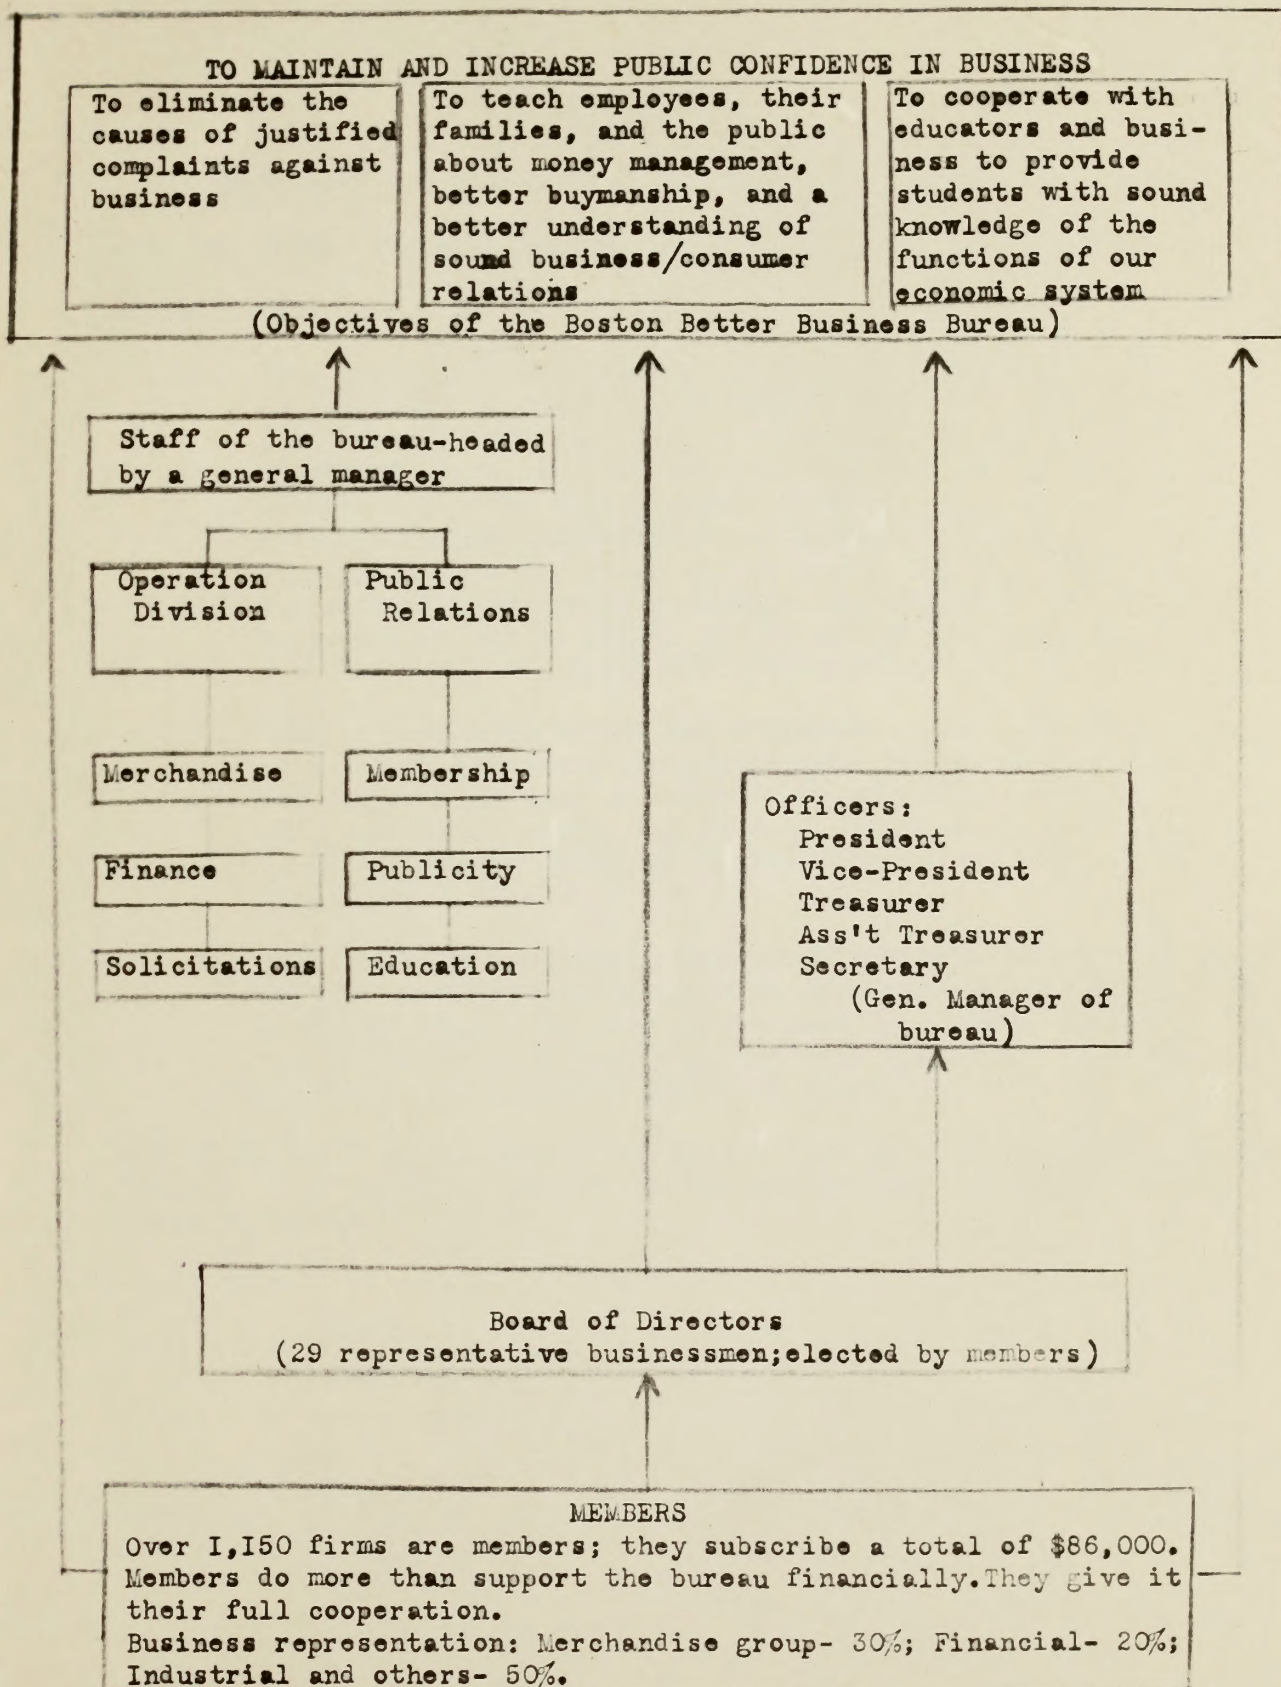 TO MAINTAIN AND INCREASE PUBLIC CONFIDENCE IN BUSINESS
To eliminate the
causes of justified
complaints against
business
To teach employees, their
families, and the public
about money management,
better buymanship, and a
better understanding of
sound business/consumer
relations
To cooperate with
educators and busi-
ness to provide
students with sound
knowledge of the
functions of our
economic system
(Objectives of the Boston Better Business Bureau)
Staff of the bureau-headed
by a general manager
Operation
Division
Public
Relations
Merchandise
Finance
Solicitations
Membership
Publicity
Education
Officers:
President
Vice-President
Treasurer
Ass't Treasurer
Secretary
(Gen. Manager of
bureau)
Board of Directors
(29 representative businessmen;elected by members)
MEMBERS
Over I,I50 firms are members; they subscribe a total of $86,000.
Members do more than support the bureau financially.They give it
their full cooperation.
Business representation: Merchandise group- 30%; Financial- 20%;
Industrial and others- 50%.